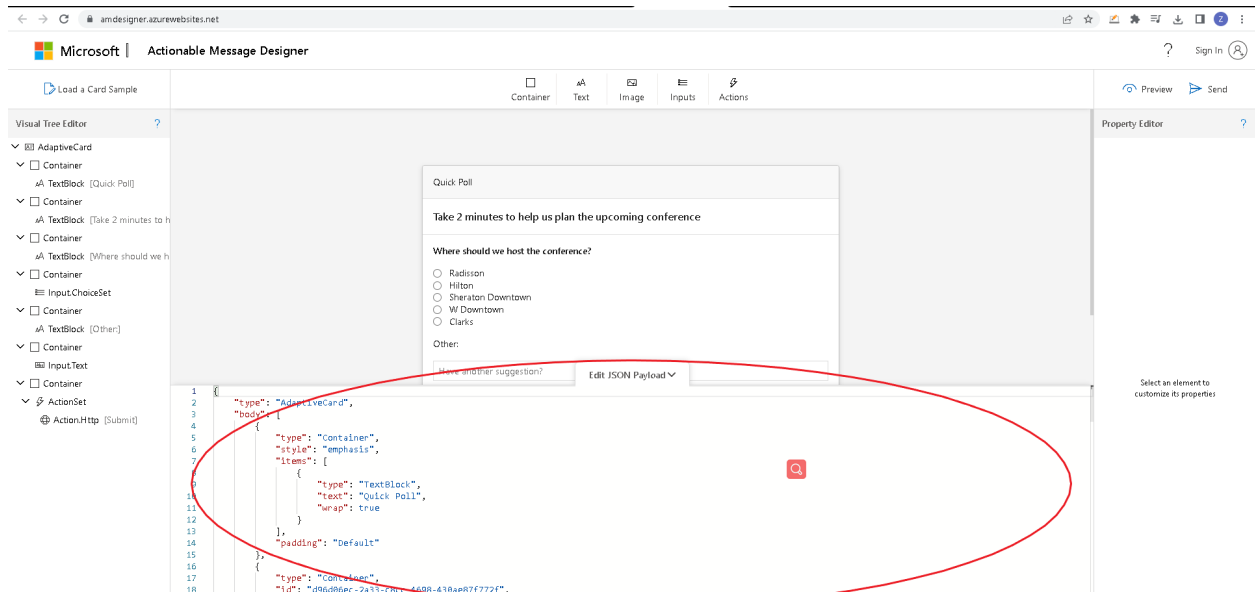 amdesigner.azurewebsites.net
Z
Microsoft | Actionable Message Designer
? Sign In
Load a Card Sample
Container Text Image Inputs Actions
Preview Send
Visual Tree Editor ?
Property Editor ?
AdaptiveCard
Container
TextBlock [Quick Poll]
Container
TextBlock [Take 2 minutes to h
Container
TextBlock [Where should we h
Container
Input.ChoiceSet
Container
TextBlock [Other:]
Container
Input.Text
Container
ActionSet
Action.Http [Submit]
Quick Poll
Take 2 minutes to help us plan the upcoming conference
Where should we host the conference?
Radisson
Hilton
Sheraton Downtown
W Downtown
Clarks
Other:
Have another suggestion?
Edit JSON Payload
Select an element to
customize its properties
1 {
2 "type": "AdaptiveCard",
3 "body": [
4 {
5 "type": "Container",
6 "style": "emphasis",
7 "items": [
8 {
9 "type": "TextBlock",
10 "text": "Quick Poll",
11 "wrap": true
12 }
13 ],
14 "padding": "Default"
15 },
16 {
17 "type": "Container",
18 "id":